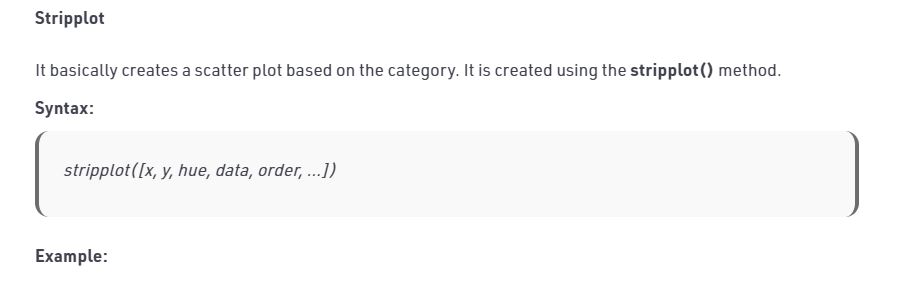 Stripplot
It basically creates a scatter plot based on the category. It is created using the stripplot() method.
Syntax:
stripplot([x, y, hue, data, order, …])
Example: